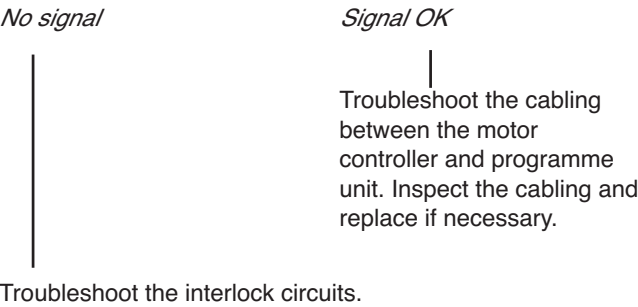 No signal
Signal OK
Troubleshoot the cabling
between the motor
controller and programme
unit. Inspect the cabling and
replace if necessary.
Troubleshoot the interlock circuits.